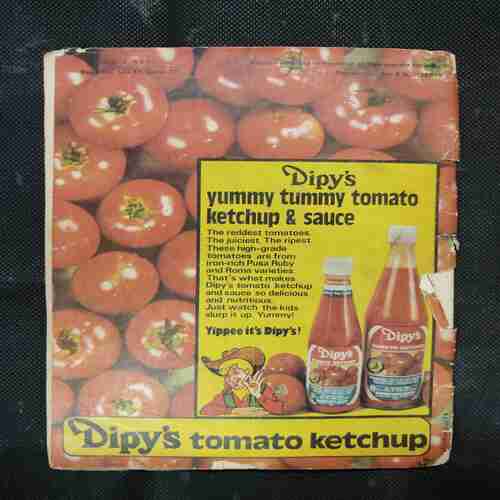 Dipy's
yummy tummy tomato
ketchup & sauce
The reddest tomatoes.
The juiciest. The ripest.
These high-grade
tomatoes are from
iron-rich Pusa Ruby
and Roma varieties.
That's what makes
Dipy's tomato ketchup
and sauce so delicious
and nutritious.
Just watch the kids
slurp it up. Yummy!
Yippee it's Dipy's!
Dipy's
Dipy's
Dipy's tomato ketchup